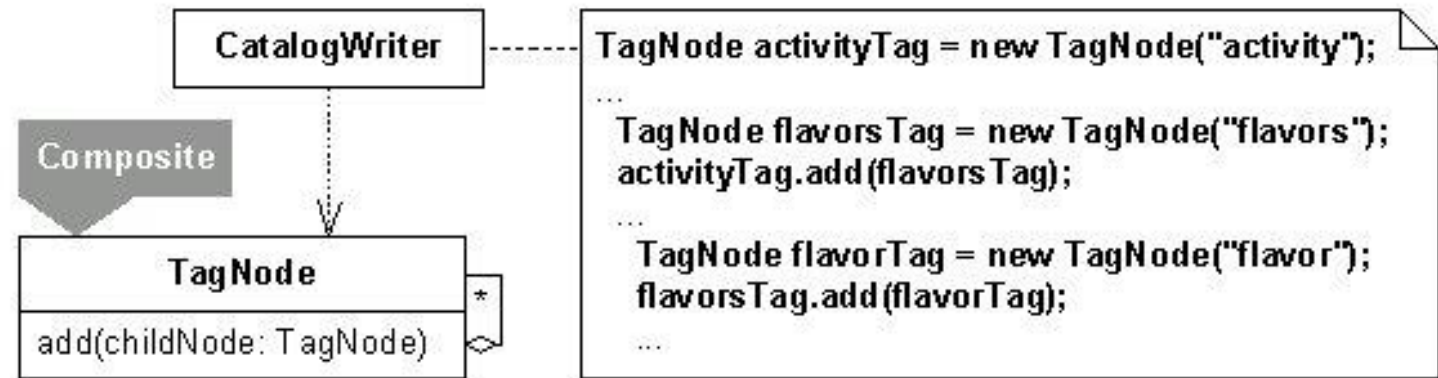 CatalogWriter
Composite
TagNode
*
add(childNode: TagNode)
TagNode activityTag = new TagNode("activity");
...
TagNode flavorsTag = new TagNode("flavors");
activityTag.add(flavorsTag);
...
TagNode flavorTag = new TagNode("flavor");
flavorsTag.add(flavorTag);
...